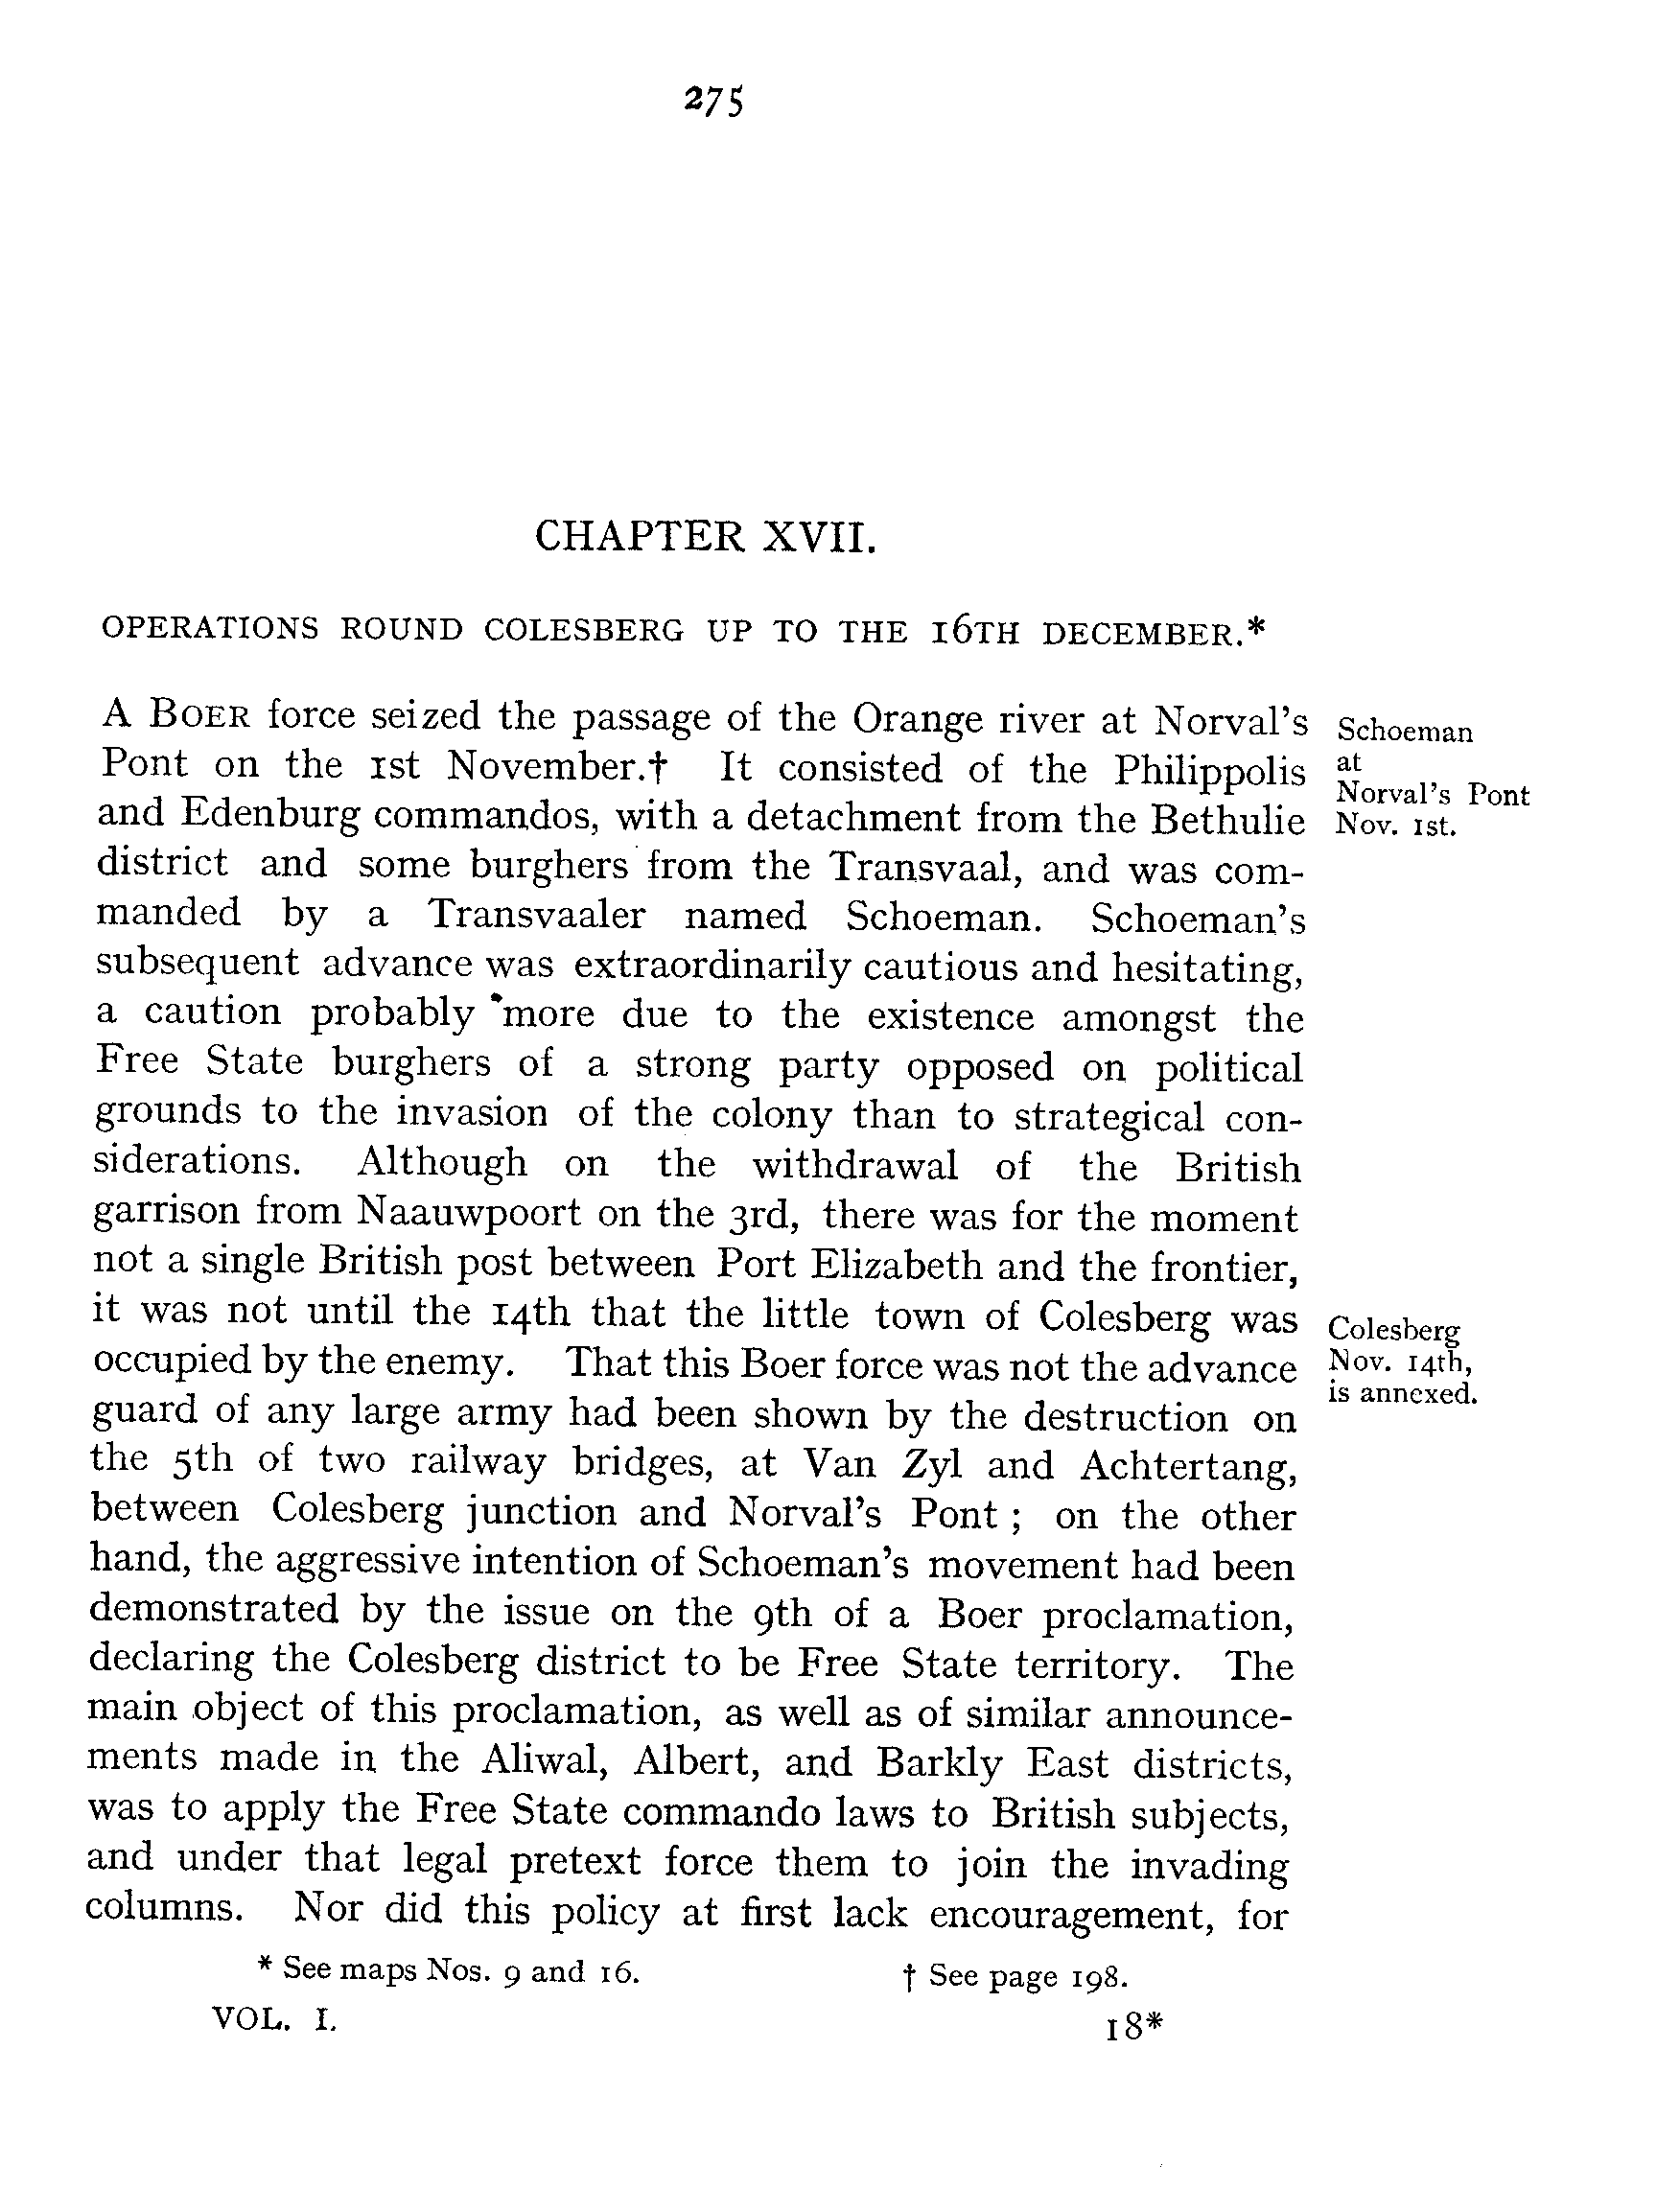 275
CHAPTER XVII.
OPERATIONS ROUND COLESBERG UP TO THE 16TH DECEMBER.*
A BOER force seized the passage of the Orange river at Norval's
Pont on the 1st November.† It consisted of the Philippolis
and Edenburg commandos, with a detachment from the Bethulie
district and some burghers from the Transvaal, and was com-
manded by a Transvaaler named Schoeman. Schoeman's
subsequent advance was extraordinarily cautious and hesitating,
a caution probably more due to the existence amongst the
Free State burghers of a strong party opposed on political
grounds to the invasion of the colony than to strategical con-
siderations. Although on the withdrawal of the British
garrison from Naauwpoort on the 3rd, there was for the moment
not a single British post between Port Elizabeth and the frontier,
it was not until the 14th that the little town of Colesberg was
occupied by the enemy. That this Boer force was not the advance
guard of any large army had been shown by the destruction on
the 5th of two railway bridges, at Van Zyl and Achtertang,
between Colesberg junction and Norval's Pont ; on the other
hand, the aggressive intention of Schoeman's movement had been
demonstrated by the issue on the 9th of a Boer proclamation,
declaring the Colesberg district to be Free State territory. The
main object of this proclamation, as well as of similar announce-
ments made in the Aliwal, Albert, and Barkly East districts,
was to apply the Free State commando laws to British subjects,
and under that legal pretext force them to join the invading
columns. Nor did this policy at first lack encouragement, for
Schoeman
at
Norval's Pont
Nov. 1st.
Colesberg
Nov. 14th,
is annexed.
* See maps Nos. 9 and 16.
† See page 198.
VOL. I.
18*